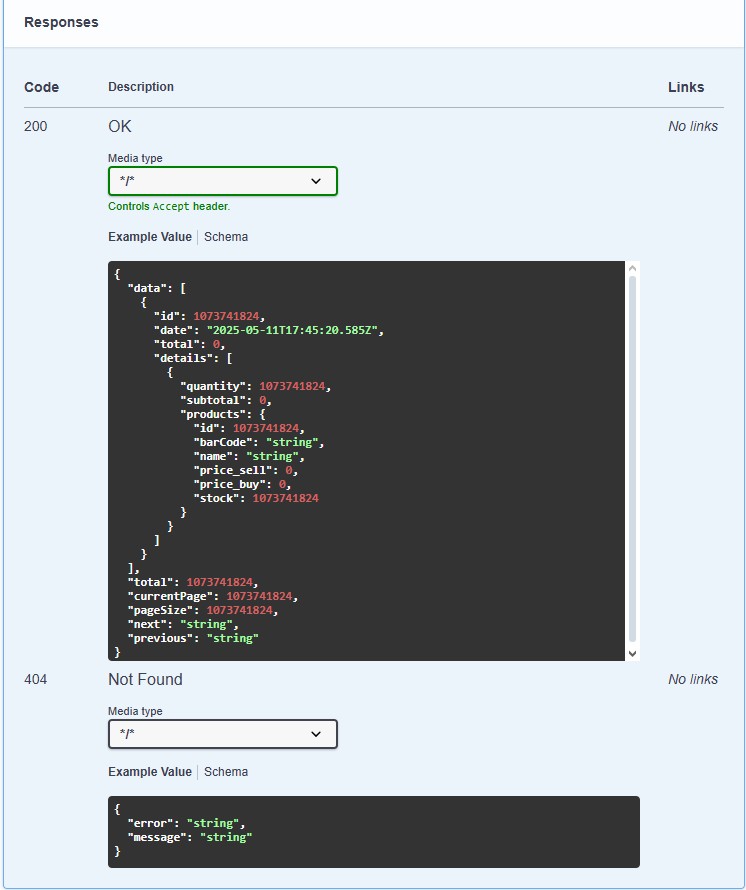 Responses
Code Description Links
200 OK No links
Media type
*/*
Controls Accept header.
Example Value Schema
{
  "data": [
    {
      "id": 1073741824,
      "date": "2025-05-11T17:45:20.585Z",
      "total": 0,
      "details": [
        {
          "quantity": 1073741824,
          "subtotal": 0,
          "products": {
            "id": 1073741824,
            "barCode": "string",
            "name": "string",
            "price_sell": 0,
            "price_buy": 0,
            "stock": 1073741824
          }
        }
      ]
    }
  ],
  "total": 1073741824,
  "currentPage": 1073741824,
  "pageSize": 1073741824,
  "next": "string",
  "previous": "string"
}
404 Not Found No links
Media type
*/*
Example Value Schema
{
  "error": "string",
  "message": "string"
}